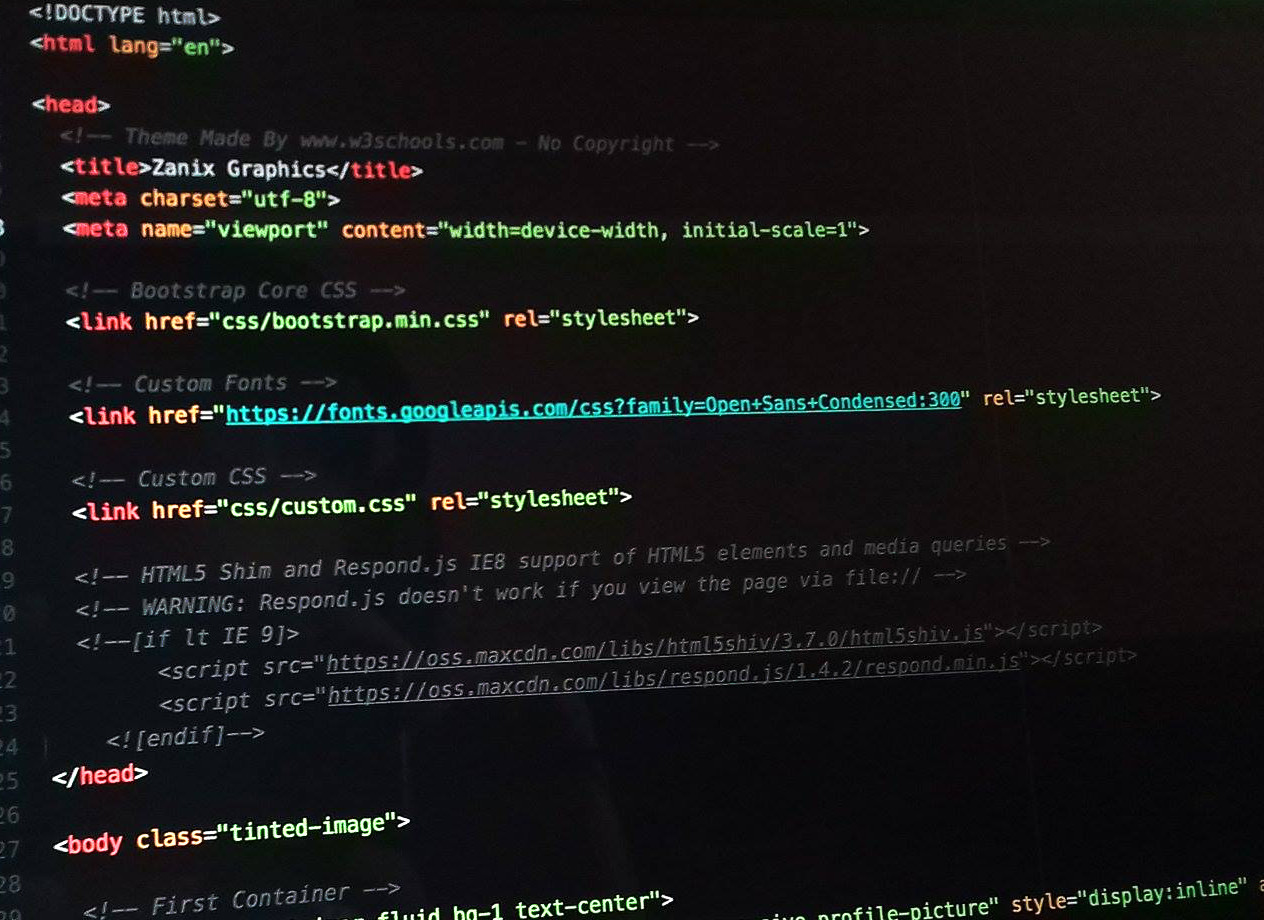 <!DOCTYPE html>
<html lang="en">
<head>
<!-- Theme Made By www.w3schools.com - No Copyright -->
<title>Zanix Graphics</title>
<meta charset="utf-8">
<meta name="viewport" content="width=device-width, initial-scale=1">
<!-- Bootstrap Core CSS -->
<link href="css/bootstrap.min.css" rel="stylesheet">
<!-- Custom Fonts -->
<link href="https://fonts.googleapis.com/css?family=Open+Sans+Condensed:300" rel="stylesheet">
<!-- Custom CSS -->
<link href="css/custom.css" rel="stylesheet">
<!-- HTML5 Shim and Respond.js IE8 support of HTML5 elements and media queries -->
<!-- WARNING: Respond.js doesn't work if you view the page via file:// -->
<!--[if lt IE 9]>
<script src="https://oss.maxcdn.com/libs/html5shiv/3.7.0/html5shiv.js"></script>
<script src="https://oss.maxcdn.com/libs/respond.js/1.4.2/respond.min.js"></script>
24 <![endif]-->
25 </head>
26
27 <body class="tinted-image">
28
<!-- First Container -->
fluid bg-1 text-center"> profile-picture" style="display:inline"